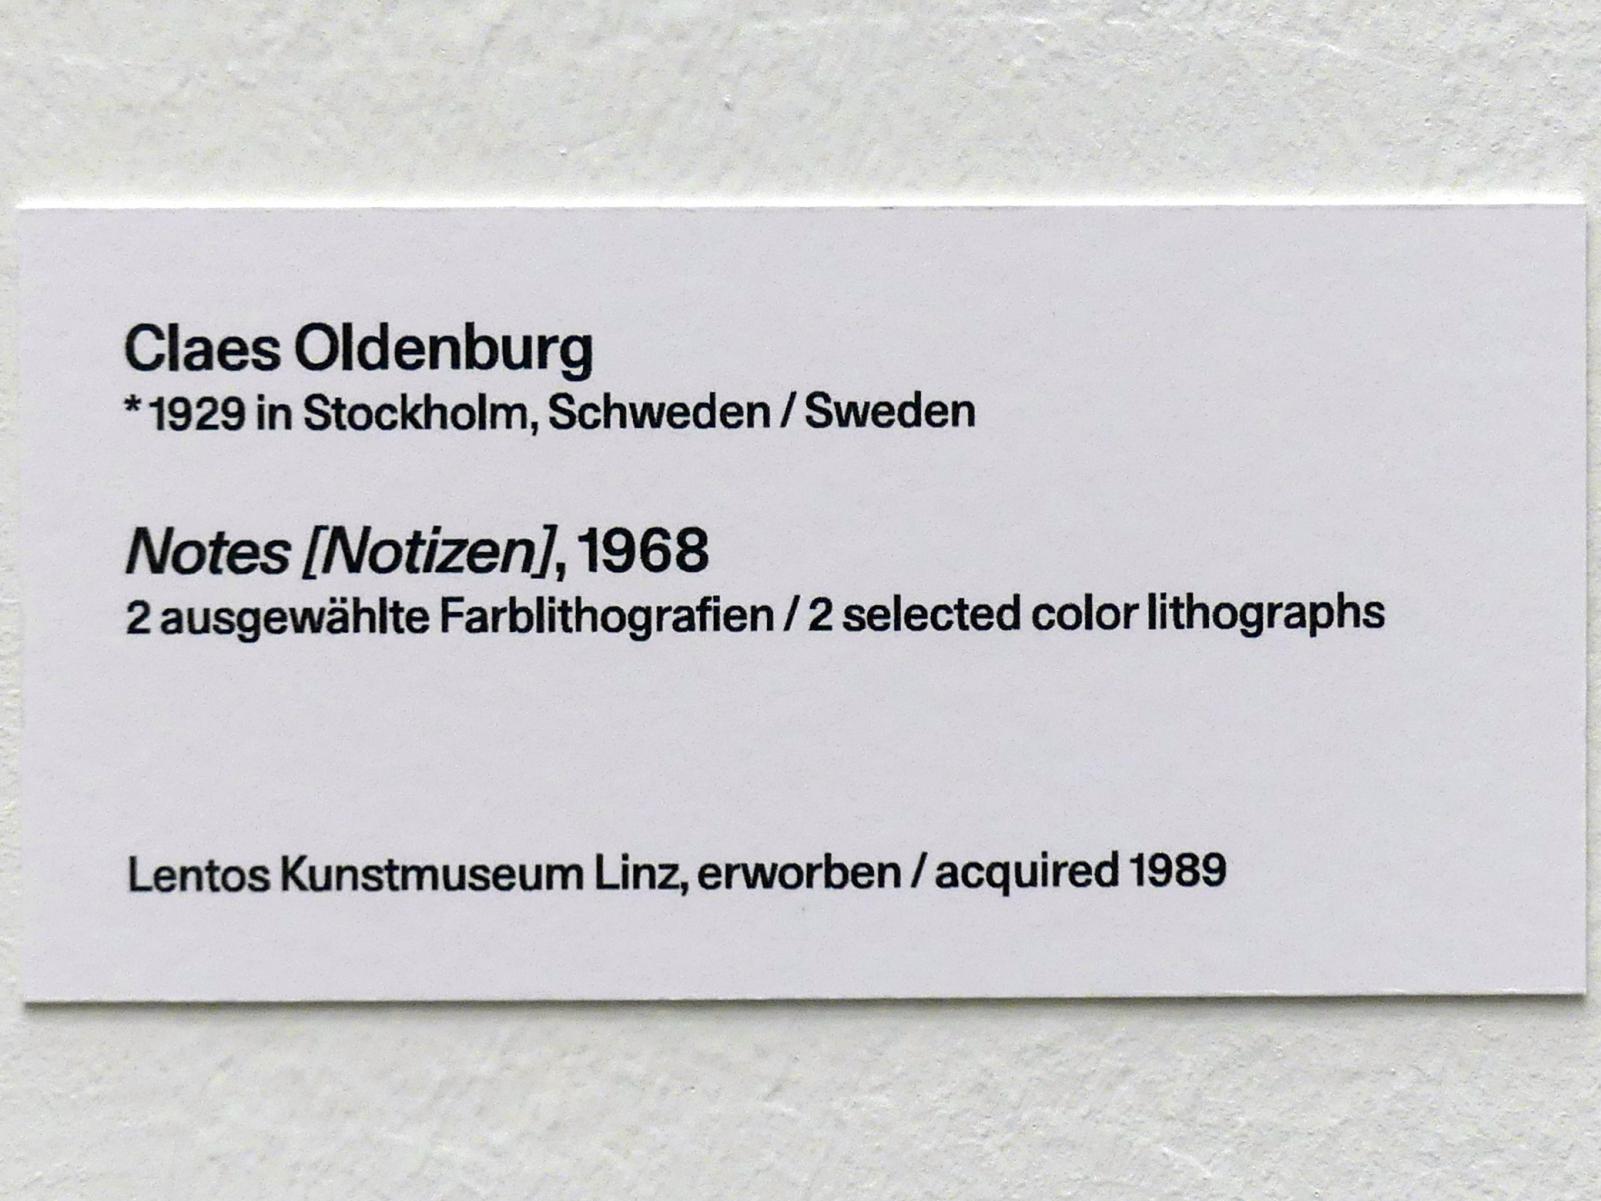 Claes Oldenburg
* 1929 in Stockholm, Schweden / Sweden
Notes [Notizen], 1968
2 ausgewählte Farblithografien / 2 selected color lithographs
Lentos Kunstmuseum Linz, erworben / acquired 1989